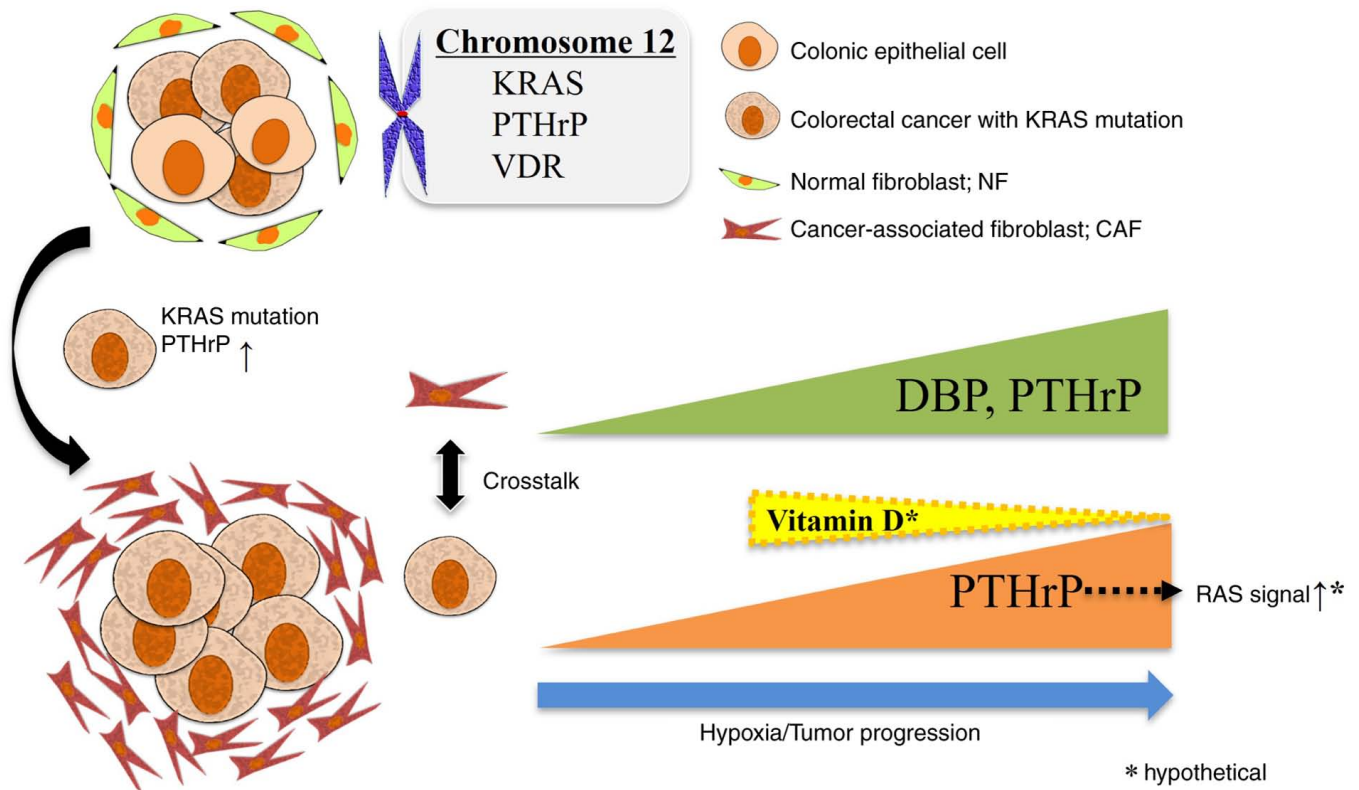 Chromosome 12
KRAS
PTHrP
VDR
Colonic epithelial cell
Colorectal cancer with KRAS mutation
Normal fibroblast; NF
Cancer-associated fibroblast; CAF
KRAS mutation
PTHrP ↑
DBP, PTHrP
Crosstalk
Vitamin D*
PTHrP
RAS signal↑*
Hypoxia/Tumor progression
* hypothetical